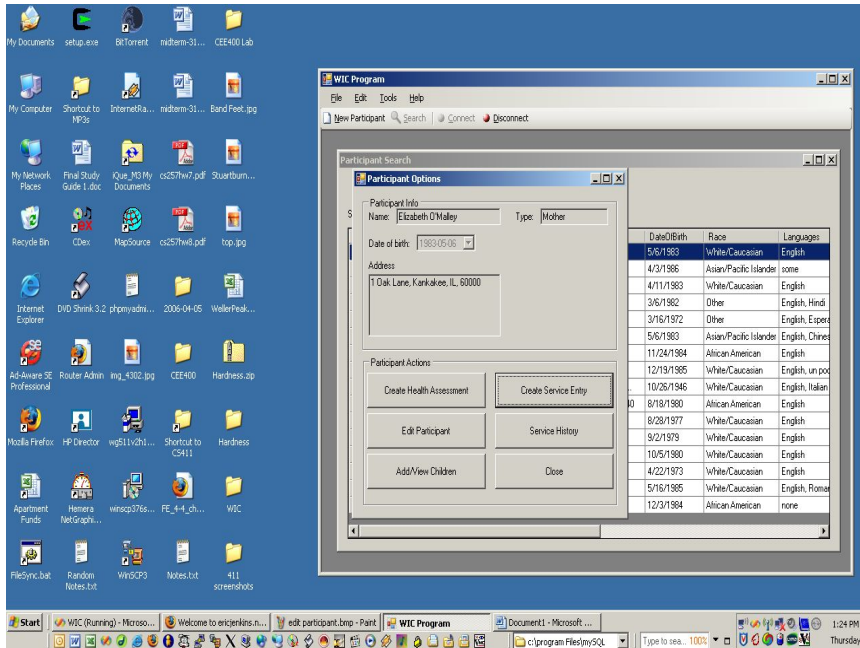 My Documents
setup.exe
BitTorrent
midterm-31...
CEE400 Lab
My Computer
Shortcut to
MP3s
InternetRa...
midterm-31...
Band Feet.jpg
My Network
Places
Final Study
Guide 1.doc
iQue_M3 My
Documents
cs257hw7.pdf
Stuartburn...
Recycle Bin
CDex
MapSource
cs257hw8.pdf
top.jpg
Internet
Explorer
DVD Shrink 3.2
phpmyadmi...
2006-04-05
WellerPeak...
Ad-Aware SE
Professional
Router Admin
img_4302.jpg
CEE400
Hardness.zip
Mozilla Firefox
HP Director
wg511v2h1...
Shortcut to
CS411
Hardness
Apartment
Funds
Hemera
NetGraphi...
winscp376s...
FE_4-4_ch...
WIC
FileSync.bat
Random
Notes.txt
WinSCP3
Notes.txt
411
screenshots
WIC Program
File Edit Tools Help
New Participant Search Connect Disconnect
Participant Search
Participant Options
Participant Info
Name: Elizabeth O'Malley Type: Mother
Date of birth: 1983-05-06
Address
1 Oak Lane, Kankakee, IL, 60000
Participant Actions
Create Health Assessment Create Service Entry
Edit Participant Service History
Add/View Children Close
DateOfBirth Race Languages
5/6/1983 White/Caucasian English
4/3/1986 Asian/Pacific Islander some
4/11/1983 White/Caucasian English
3/6/1982 Other English, Hindi
3/16/1972 Other English, Espera
5/6/1983 Asian/Pacific Islander English, Chines
11/24/1984 African American English
12/19/1985 White/Caucasian English, un poc
10/26/1946 White/Caucasian English, Italian
8/18/1980 African American English
8/28/1977 White/Caucasian English
9/2/1979 White/Caucasian English
10/5/1980 White/Caucasian English
4/22/1973 White/Caucasian English
5/16/1985 White/Caucasian English, Roman
12/3/1984 African American English
Start WIC (Running) - Microso... Welcome to ericjenkins.n... edit participant.bmp - Paint WIC Program Document1 - Microsoft ... 1:24 PM
c:\program Files\mySQL Type to sea... 100% Thursday